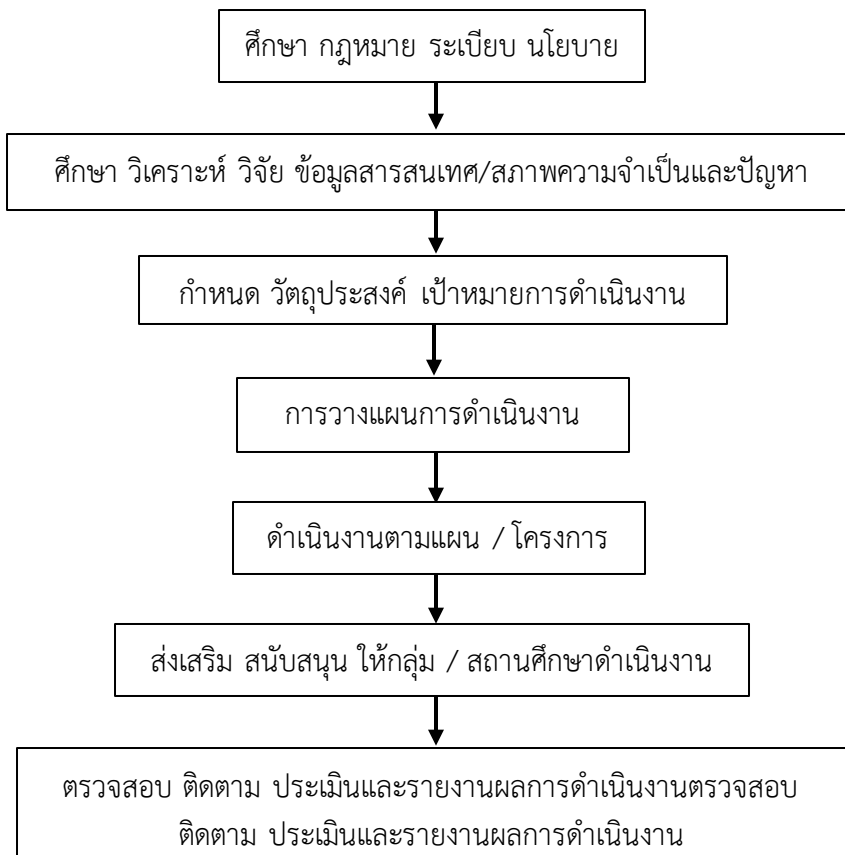 ศึกษา กฎหมาย ระเบียบ นโยบาย
ศึกษา วิเคราะห์ วิจัย ข้อมูลสารสนเทศ/สภาพความจำเป็นและปัญหา
กำหนด วัตถุประสงค์ เป้าหมายการดำเนินงาน
การวางแผนการดำเนินงาน
ดำเนินงานตามแผน / โครงการ
ส่งเสริม สนับสนุน ให้กลุ่ม / สถานศึกษาดำเนินงาน
ตรวจสอบ ติดตาม ประเมินและรายงานผลการดำเนินงานตรวจสอบ
ติดตาม ประเมินและรายงานผลการดำเนินงาน